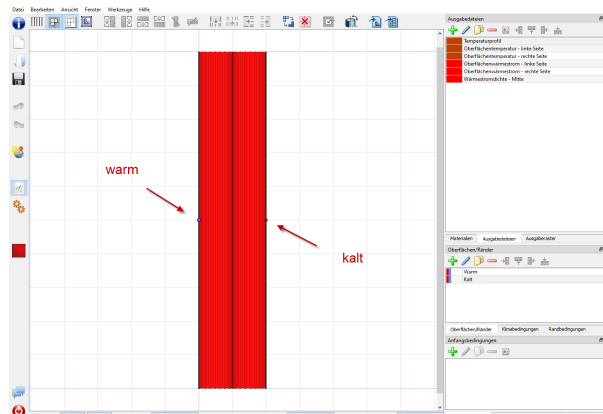 Datei Bearbeiten Ansicht Fenster Werkzeuge Hilfe
Ausgabedateien
Temperaturprofil
Oberflächentemperatur - linke Seite
Oberflächentemperatur - rechte Seite
Oberflächenwärmestrom - linke Seite
Oberflächenwärmestrom - rechte Seite
Wärmestromdichte - Mitte
warm
kalt
Materialien Ausgabedateien Ausgaberaster
Oberflächen/Ränder
Warm
Kalt
Oberflächen/Ränder Klimabedingungen Randbedingungen
Anfangsbedingungen